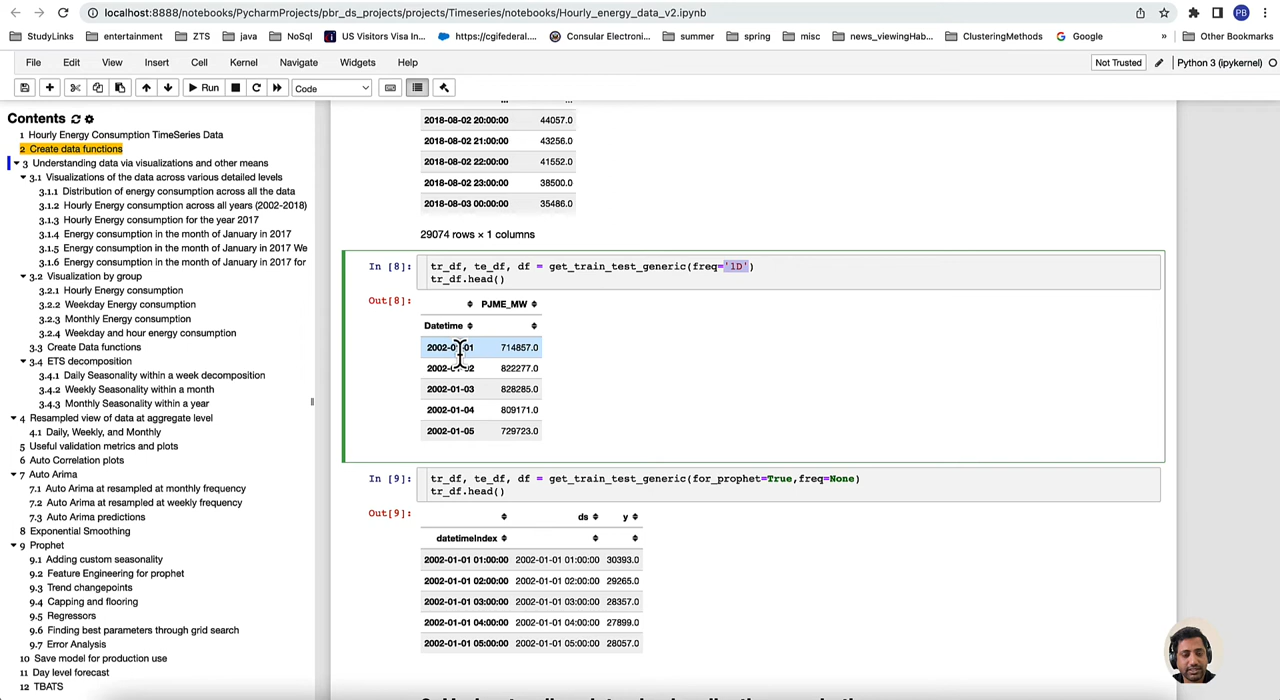 localhost:8888/notebooks/PycharmProjects/pbr_ds_projects/projects/Timeseries/notebooks/Hourly_energy_data_v2.ipynb
PB
StudyLinks entertainment ZTS java NoSql US Visitors Visa In... https://cgifederal.... Consular Electroni... summer spring misc news_viewingHab... ClusteringMethods Google » Other Bookmarks
File Edit View Insert Cell Kernel Navigate Widgets Help Not Trusted Python 3 (ipykernel)
Run Code
Contents
1 Hourly Energy Consumption TimeSeries Data
2 Create data functions
3 Understanding data via visualizations and other means
3.1 Visualizations of the data across various detailed levels
3.1.1 Distribution of energy consumption across all the data
3.1.2 Hourly Energy consumption across all years (2002-2018)
3.1.3 Hourly Energy consumption for the year 2017
3.1.4 Energy consumption in the month of January in 2017
3.1.5 Energy consumption in the month of January in 2017 We
3.1.6 Energy consumption in the month of January in 2017 for
3.2 Visualization by group
3.2.1 Hourly Energy consumption
3.2.2 Weekday Energy consumption
3.2.3 Monthly Energy consumption
3.2.4 Weekday and hour energy consumption
3.3 Create Data functions
3.4 ETS decomposition
3.4.1 Daily Seasonality within a week decomposition
3.4.2 Weekly Seasonality within a month
3.4.3 Monthly Seasonality within a year
4 Resampled view of data at aggregate level
4.1 Daily, Weekly, and Monthly
5 Useful validation metrics and plots
6 Auto Correlation plots
7 Auto Arima
7.1 Auto Arima at resampled at monthly frequency
7.2 Auto Arima at resampled at weekly frequency
7.3 Auto Arima predictions
8 Exponential Smoothing
9 Prophet
9.1 Adding custom seasonality
9.2 Feature Engineering for prophet
9.3 Trend changepoints
9.4 Capping and flooring
9.5 Regressors
9.6 Finding best parameters through grid search
9.7 Error Analysis
10 Save model for production use
11 Day level forecast
12 TBATS
... ...
2018-08-02 20:00:00 44057.0
2018-08-02 21:00:00 43256.0
2018-08-02 22:00:00 41552.0
2018-08-02 23:00:00 38500.0
2018-08-03 00:00:00 35486.0
29074 rows × 1 columns
In [8]: tr_df, te_df, df = get_train_test_generic(freq='1D')
tr_df.head()
Out[8]:
PJME_MW
Datetime
714857.0
822277.0
2002-01-03 828285.0
2002-01-04 809171.0
2002-01-05 729723.0
In [9]: tr_df, te_df, df = get_train_test_generic(for_prophet=True,freq=None)
tr_df.head()
Out[9]:
ds y
datetimeIndex
2002-01-01 01:00:00 2002-01-01 01:00:00 30393.0
2002-01-01 02:00:00 2002-01-01 02:00:00 29265.0
2002-01-01 03:00:00 2002-01-01 03:00:00 28357.0
2002-01-01 04:00:00 2002-01-01 04:00:00 27899.0
2002-01-01 05:00:00 2002-01-01 05:00:00 28057.0